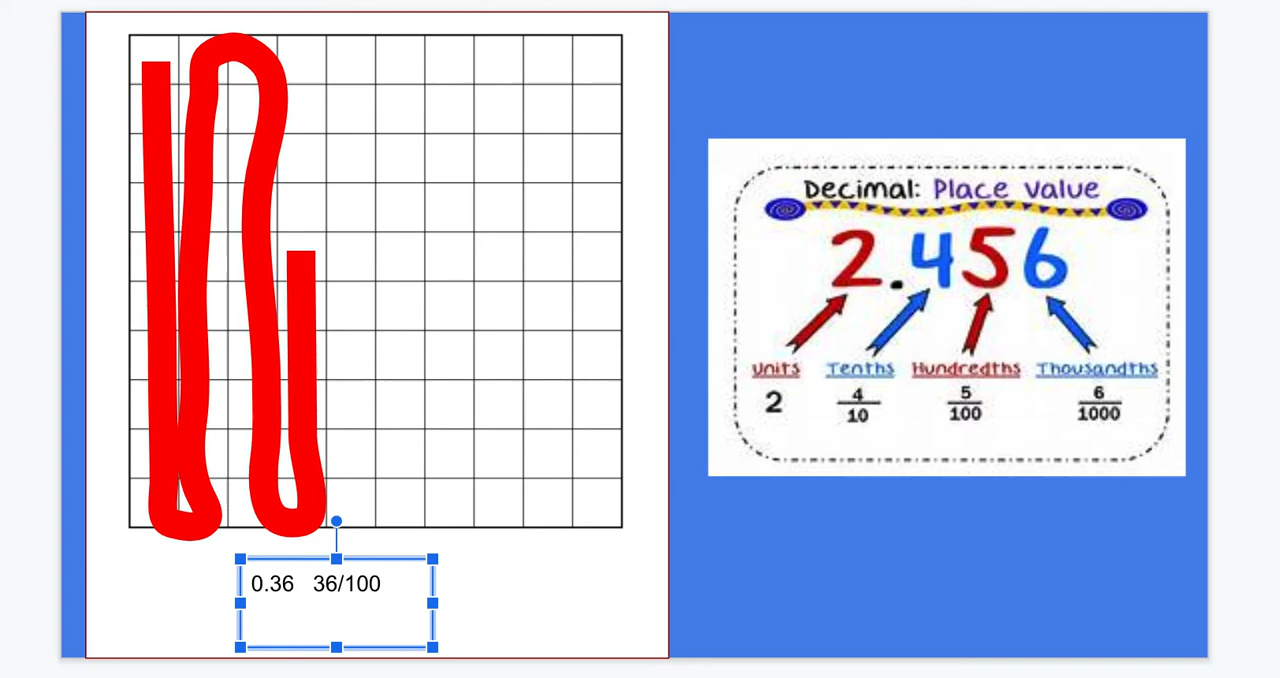 0.36 36/100
Decimal: Place Value
2.456
Units Tenths Hundredths Thousandths
2 4/10 5/100 6/1000